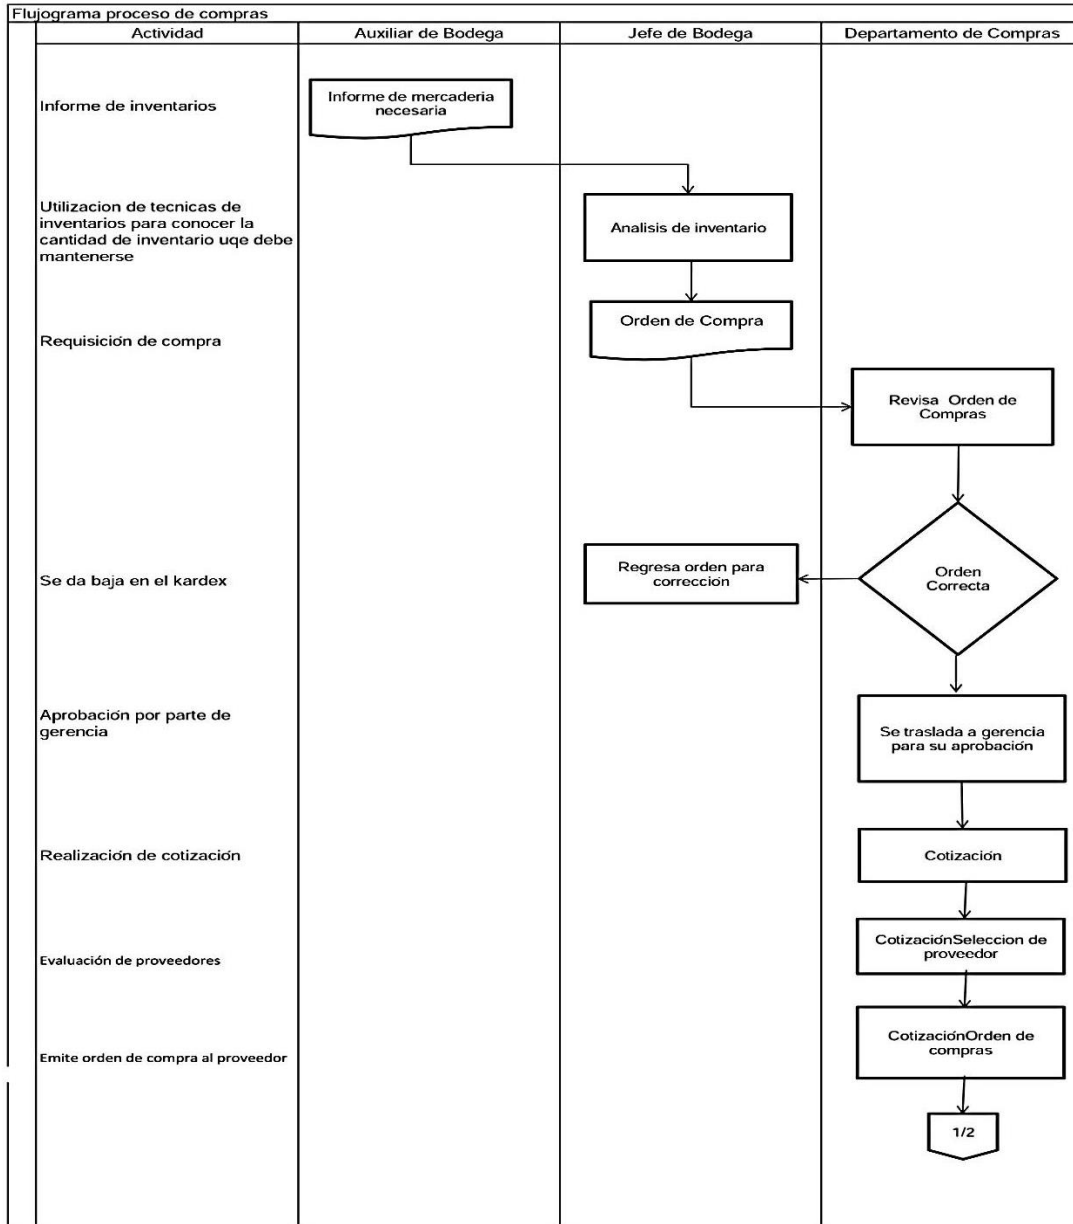 Flujograma proceso de compras
Actividad
Auxiliar de Bodega
Jefe de Bodega
Departamento de Compras
Informe de inventarios
Informe de mercaderia
necesaria
Utilizacion de tecnicas de
inventarios para conocer la
cantidad de inventario uqe debe
mantenerse
Analisis de inventario
Requisición de compra
Orden de Compra
Revisa Orden de
Compras
Se da baja en el kardex
Regresa orden para
corrección
Orden
Correcta
Aprobación por parte de
gerencia
Se traslada a gerencia
para su aprobación
Realización de cotización
Cotización
Evaluación de proveedores
CotizaciónSeleccion de
proveedor
Emite orden de compra al proveedor
CotizaciónOrden de
compras
1/2